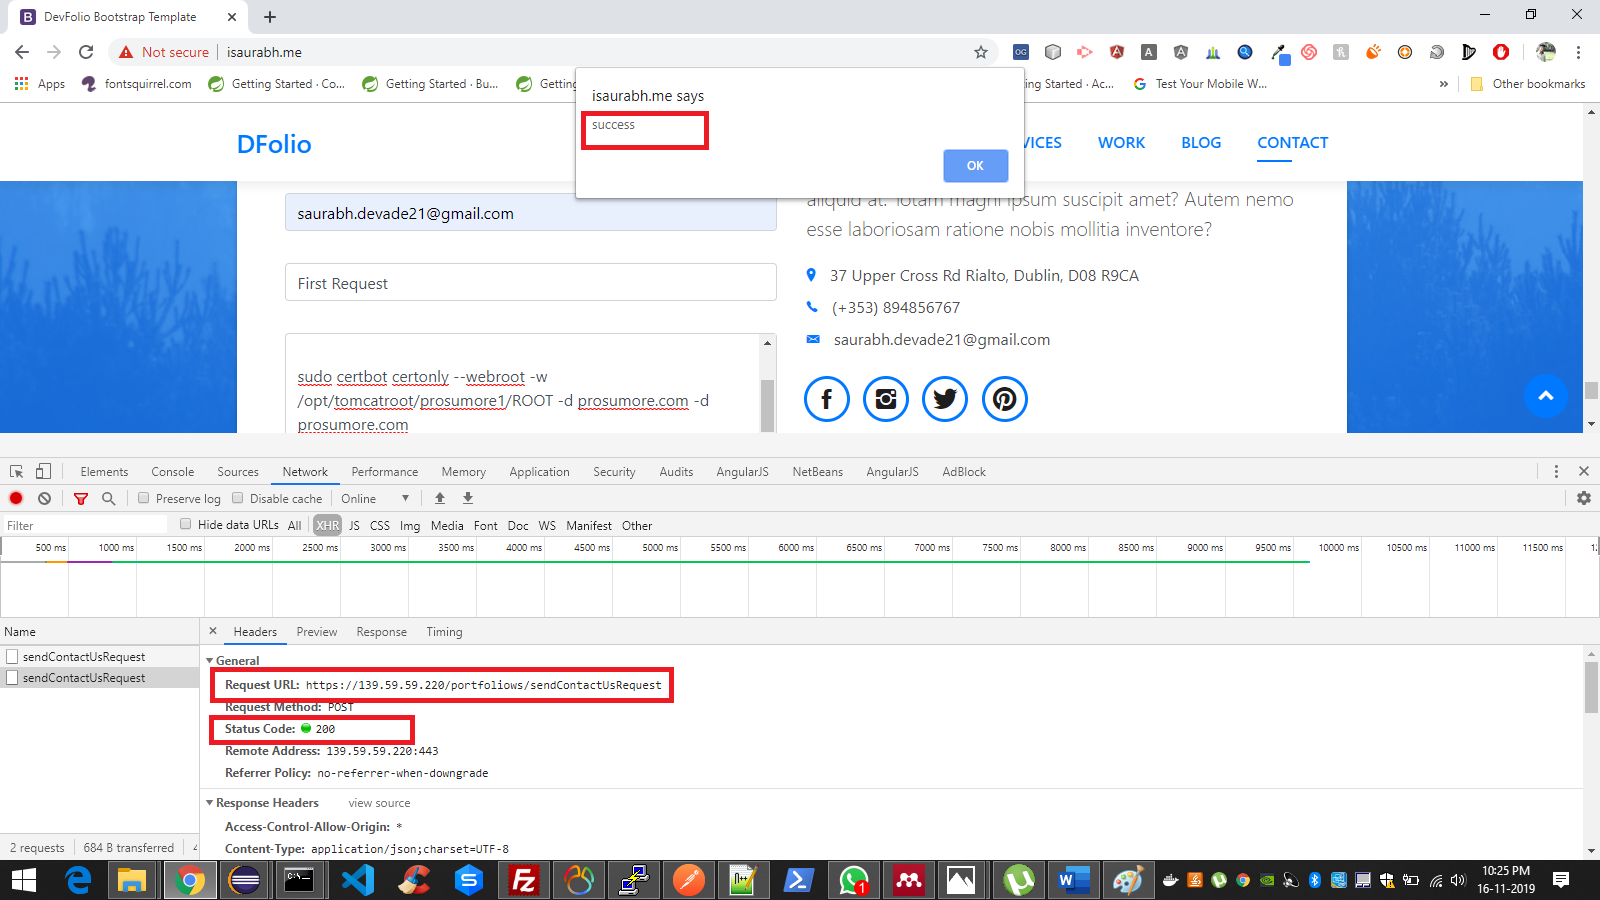 DevFolio Bootstrap Template
Not secure
isaurabh.me
Apps
fontsquirrel.com
Getting Started · Co...
Getting Started · Bu...
Getting
ing Started · Ac...
Test Your Mobile W...
»
Other bookmarks
isaurabh.me says
success
OK
DFolio
VICES
WORK
BLOG
CONTACT
saurabh.devade21@gmail.com
First Request
sudo certbot certonly --webroot -w
/opt/tomcatroot/prosumore1/ROOT -d prosumore.com -d
prosumore.com
aliquid at. Totam magni ipsum suscipit amet? Autem nemo
esse laboriosam ratione nobis mollitia inventore?
37 Upper Cross Rd Rialto, Dublin, D08 R9CA
(+353) 894856767
saurabh.devade21@gmail.com
Elements Console Sources Network Performance Memory Application Security Audits AngularJS NetBeans AngularJS AdBlock
Preserve log Disable cache Online
Filter Hide data URLs All XHR JS CSS Img Media Font Doc WS Manifest Other
500 ms 1000 ms 1500 ms 2000 ms 2500 ms 3000 ms 3500 ms 4000 ms 4500 ms 5000 ms 5500 ms 6000 ms 6500 ms 7000 ms 7500 ms 8000 ms 8500 ms 9000 ms 9500 ms 10000 ms 10500 ms 11000 ms 11500 ms
Name
sendContactUsRequest
sendContactUsRequest
Headers Preview Response Timing
General
Request URL: https://139.59.59.220/portfoliows/sendContactUsRequest
Request Method: POST
Status Code: 200
Remote Address: 139.59.59.220:443
Referrer Policy: no-referrer-when-downgrade
Response Headers view source
Access-Control-Allow-Origin: *
Content-Type: application/json;charset=UTF-8
2 requests 684 B transferred
10:25 PM
16-11-2019